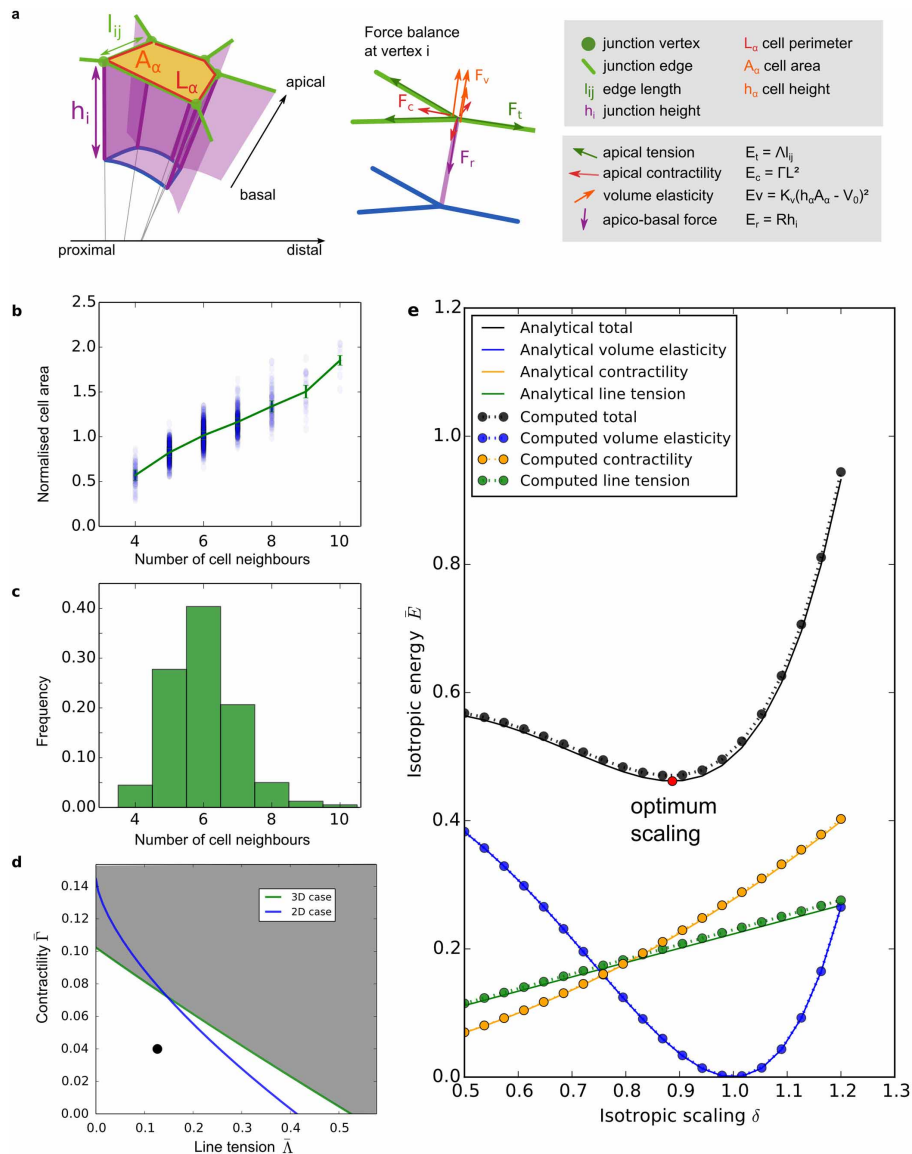 a
l_ij
A_α
L_α
h_i
apical
basal
proximal
distal
Force balance
at vertex i
F_v
F_c
F_t
F_r
junction vertex
junction edge
l_ij edge length
h_i junction height
L_α cell perimeter
A_α cell area
h_α cell height
apical tension E_t = Λl_ij
apical contractility E_c = ΓL²
volume elasticity Ev = K_v(h_αA_α - V_0)²
apico-basal force E_r = Rh_i
b
Normalised cell area
2.5
2.0
1.5
1.0
0.5
0.0
4 6 8 10
Number of cell neighbours
c
Frequency
0.40
0.30
0.20
0.10
0.00
4 6 8 10
Number of cell neighbours
d
Contractility Γ̄
0.14
0.12
0.10
0.08
0.06
0.04
0.02
0.00
3D case
2D case
0.0 0.1 0.2 0.3 0.4 0.5
Line tension Λ̄
e
Isotropic energy Ē
1.2
1.0
0.8
0.6
0.4
0.2
0.0
Analytical total
Analytical volume elasticity
Analytical contractility
Analytical line tension
Computed total
Computed volume elasticity
Computed contractility
Computed line tension
optimum
scaling
0.5 0.6 0.7 0.8 0.9 1.0 1.1 1.2 1.3
Isotropic scaling δ